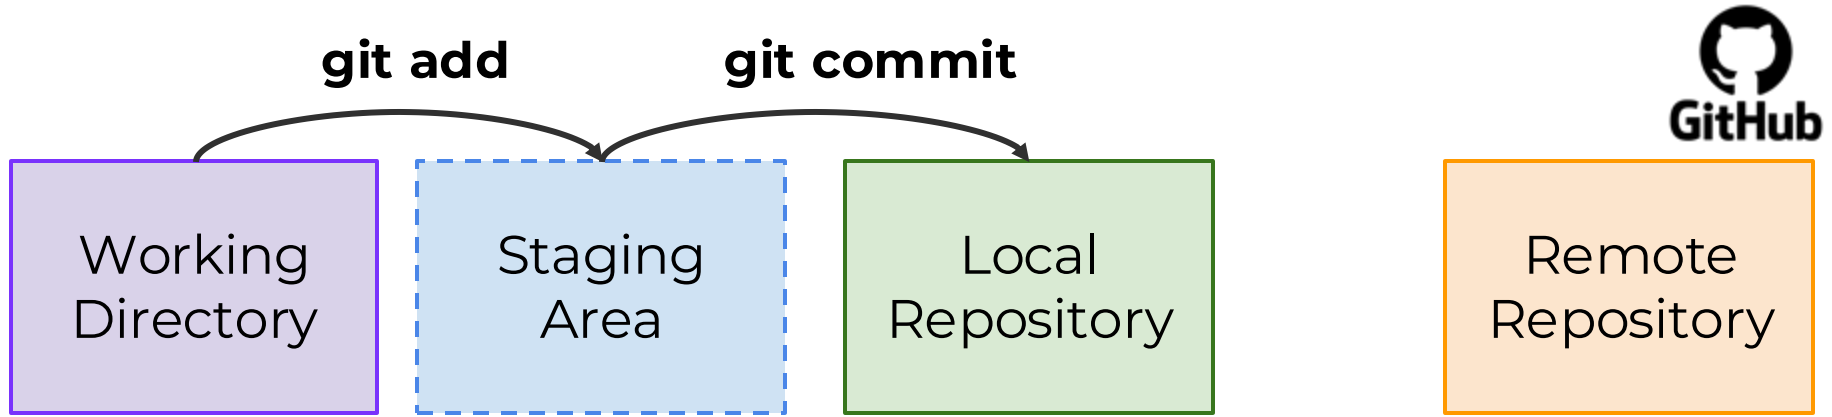 git add
git commit
GitHub
Working
Directory
Staging
Area
Local
Repository
Remote
Repository